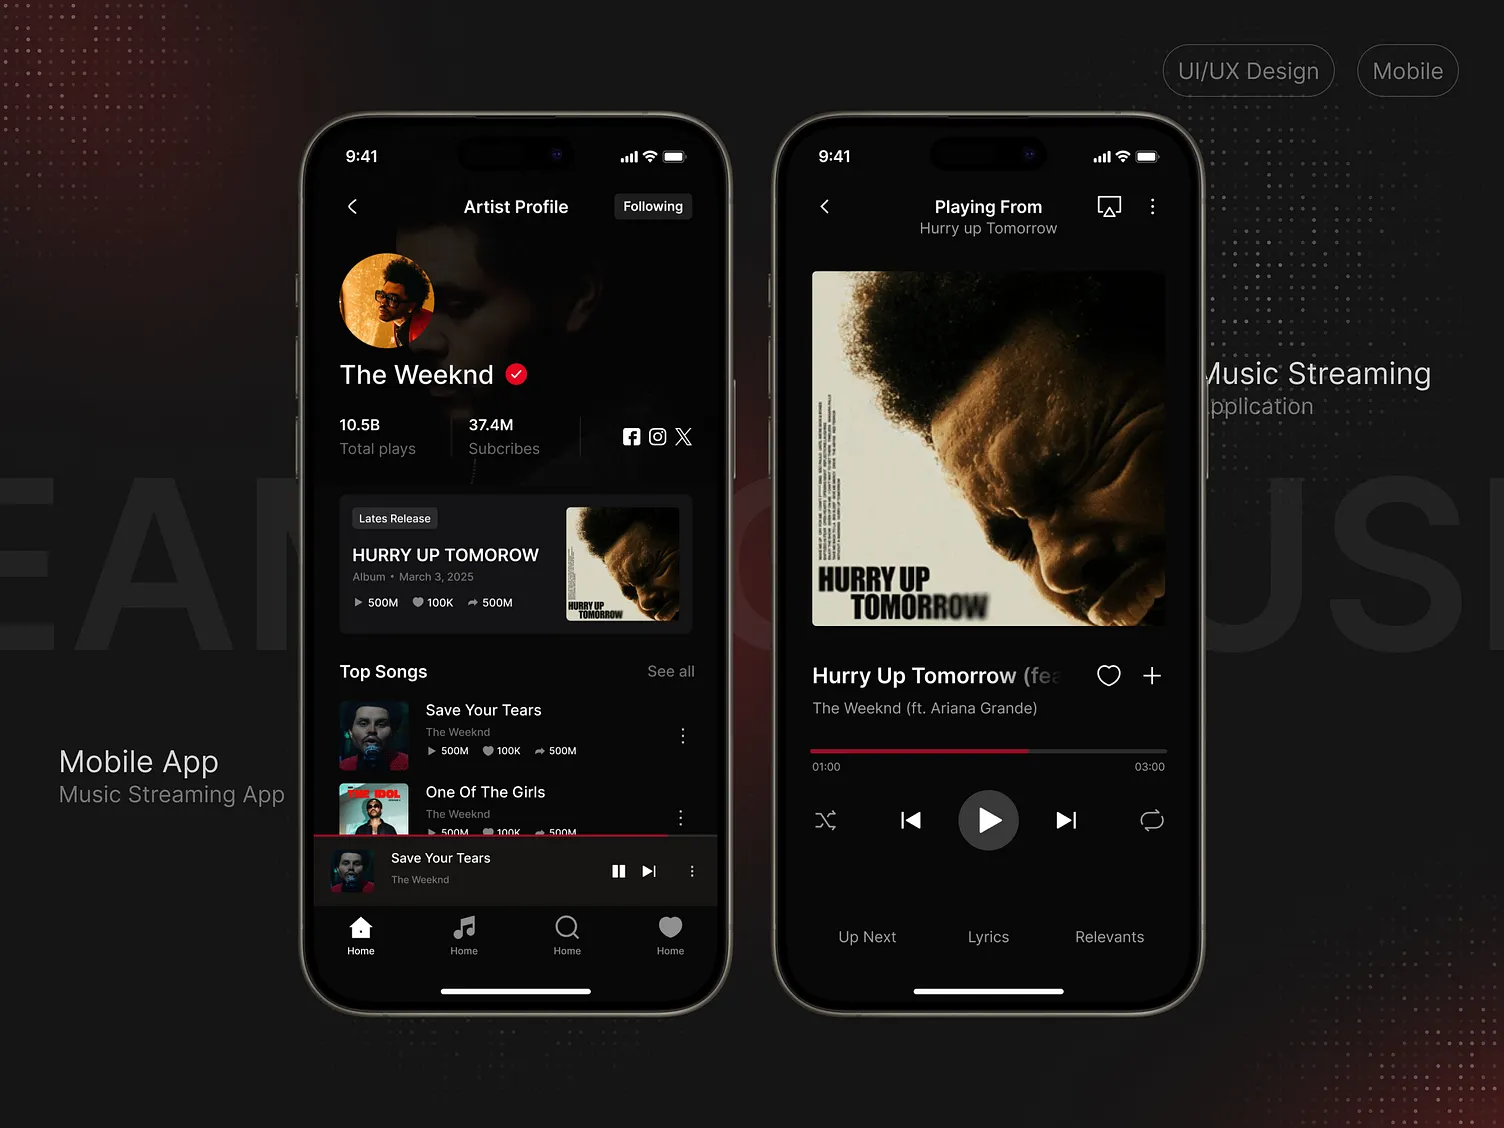 UI/UX Design
Mobile
9:41
Artist Profile
Following
The Weeknd
10.5B
Total plays
37.4M
Subcribes
Lates Release
HURRY UP TOMOROW
Album • March 3, 2025
500M 100K 500M
HURRY UP
TOMORROW
Top Songs
See all
Save Your Tears
The Weeknd
500M 100K 500M
THE IDOL
One Of The Girls
The Weeknd
500M 100K 500M
Save Your Tears
The Weeknd
Home
Home
Home
Home
9:41
Playing From
Hurry up Tomorrow
HURRY UP
TOMORROW
Hurry Up Tomorrow (fea
The Weeknd (ft. Ariana Grande)
01:00
03:00
Up Next
Lyrics
Relevants
Music Streaming
pplication
Mobile App
Music Streaming App